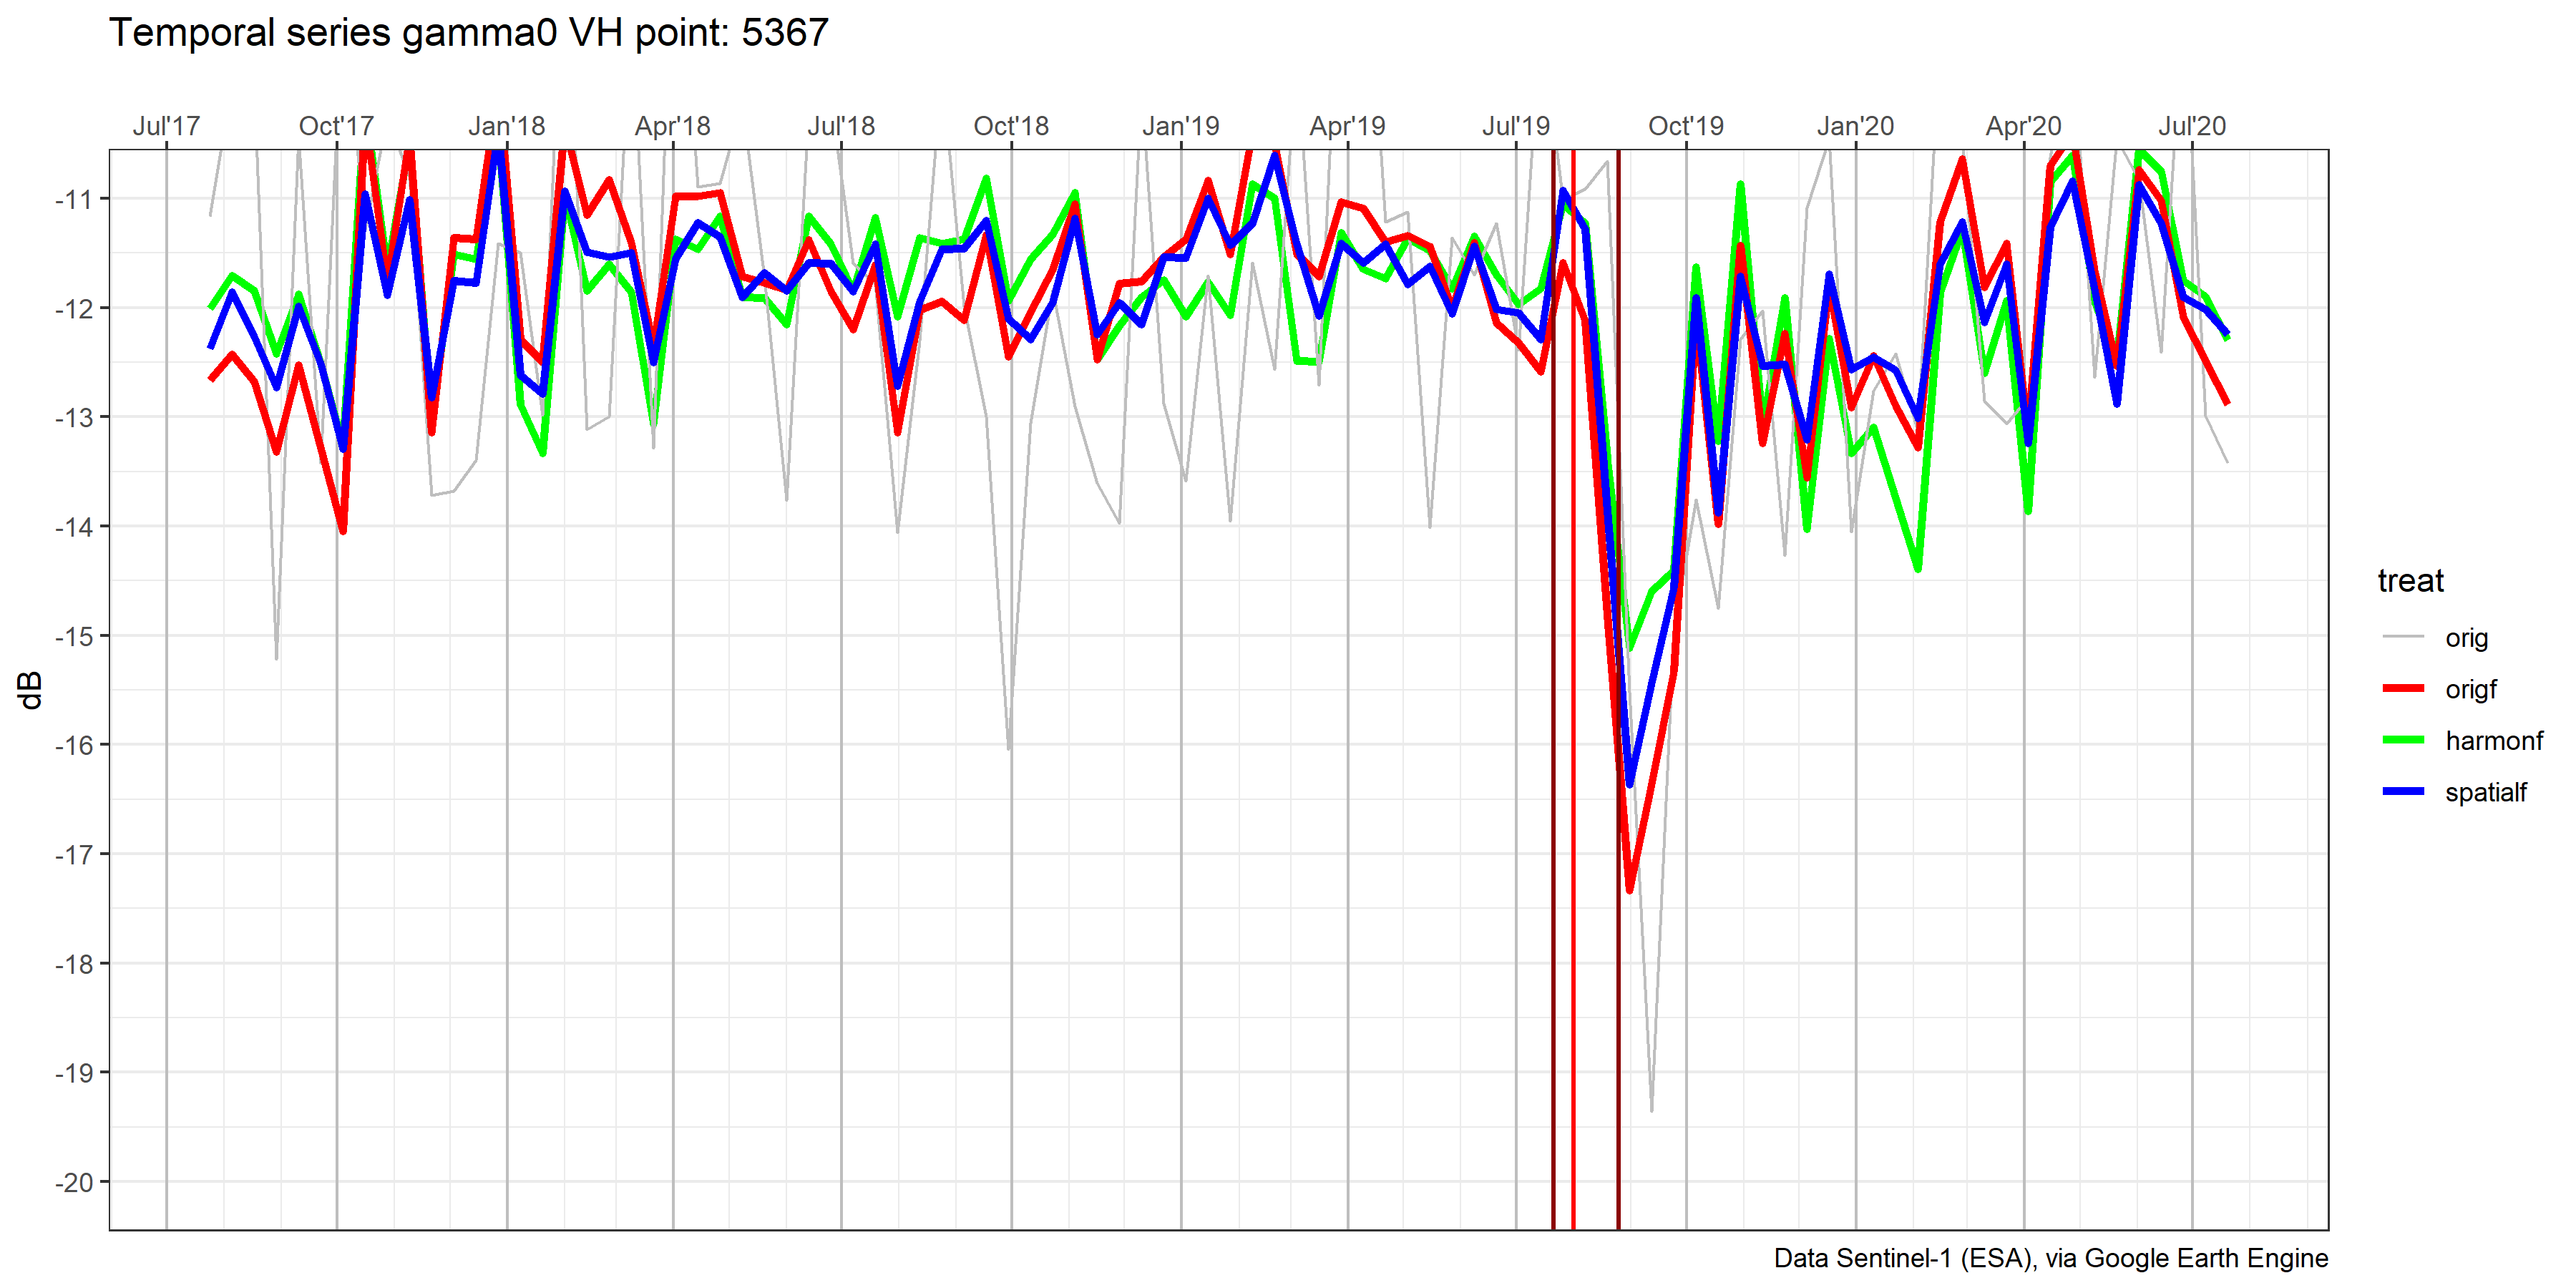 Temporal series gamma0 VH point: 5367
Jul'17 Oct'17 Jan'18 Apr'18 Jul'18 Oct'18 Jan'19 Apr'19 Jul'19 Oct'19 Jan'20 Apr'20 Jul'20
-11
-12
-13
-14
-15
-16
-17
-18
-19
-20
dB
treat
orig
origf
harmonf
spatialf
Data Sentinel-1 (ESA), via Google Earth Engine